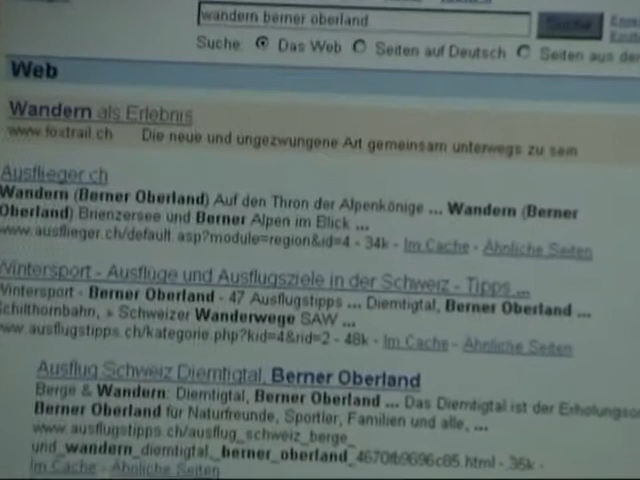 wandern berner oberland
Suche: Das Web Seiten auf Deutsch Seiten aus
Web
Wandern als Erlebnis
www.foxtrail.ch Die neue und ungezwungene Art gemeinsam unterwegs zu sein
Ausflieger.ch
Wandern (Berner Oberland) Auf den Thron der Alpenkönige ... Wandern (Berner
Oberland) Brienzersee und Berner Alpen im Blick ...
www.ausflieger.ch/default.asp?module=region&id=4 - 34k - Im Cache - Ähnliche Seiten
Wintersport - Ausflüge und Ausflugsziele in der Schweiz - Tipps ...
Wintersport - Berner Oberland - 47 Ausflugstipps ... Diemtigtal, Berner Oberland ...
Schilthornbahn, » Schweizer Wanderwege SAW ...
www.ausflugstipps.ch/kategorie.php?kid=4&rid=2 - 48k - Im Cache - Ähnliche Seiten
Ausflug Schweiz Diemtigtal, Berner Oberland
Berge & Wandern: Diemtigtal, Berner Oberland ... Das Diemtigtal ist der
Berner Oberland für Naturfreunde, Sportler, Familien und alle, ...
www.ausflugstipps.ch/ausflug_schweiz_berge_
und_wandern_diemtigtal,_berner_oberland_4670fb9696c85.html - 35k -
Im Cache - Ähnliche Seiten